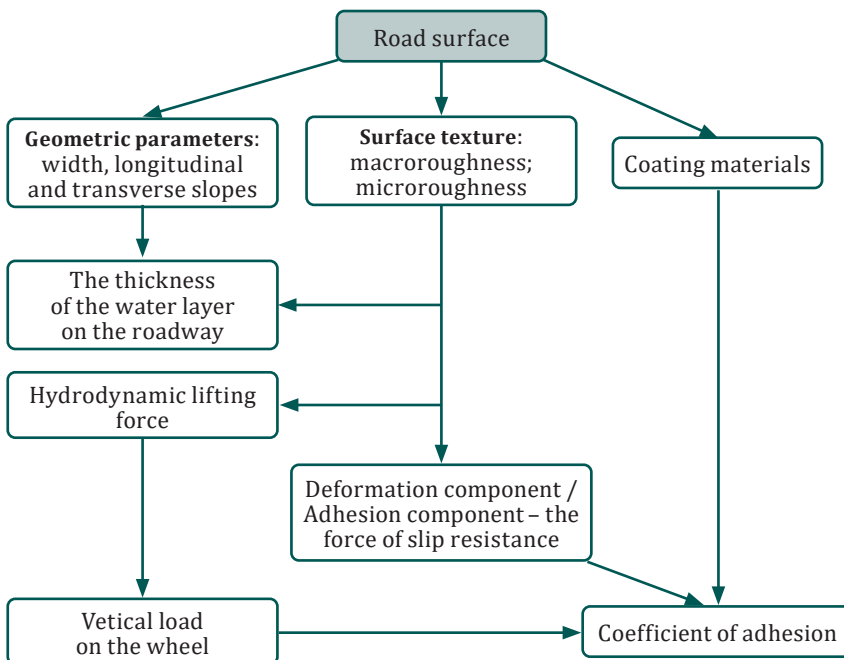 Road surface
Geometric parameters:
width, longitudinal
and transverse slopes
Surface texture:
macroroughness;
microroughness
Coating materials
The thickness
of the water layer
on the roadway
Hydrodynamic lifting
force
Deformation component /
Adhesion component – the
force of slip resistance
Vetical load
on the wheel
Coefficient of adhesion